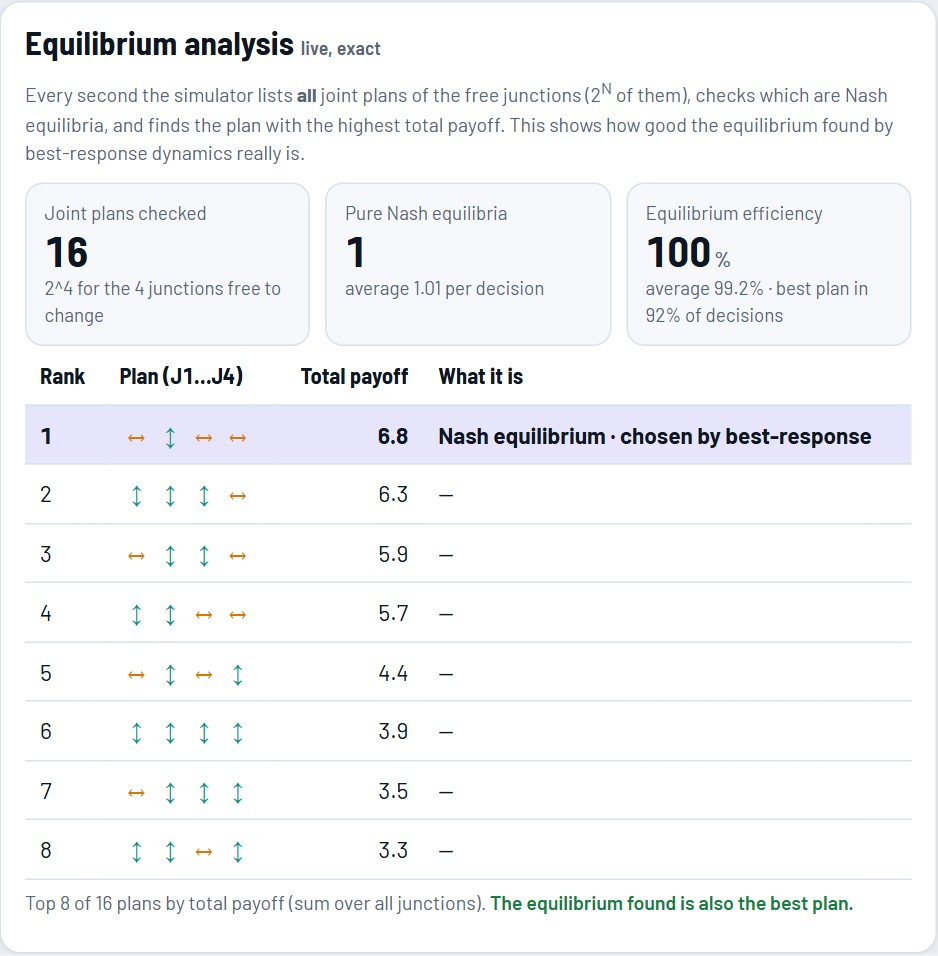 Equilibrium analysis live, exact
Every second the simulator lists all joint plans of the free junctions (2^N of them), checks which are Nash
equilibria, and finds the plan with the highest total payoff. This shows how good the equilibrium found by
best-response dynamics really is.
Joint plans checked
16
2^4 for the 4 junctions free to
change
Pure Nash equilibria
1
average 1.01 per decision
Equilibrium efficiency
100 %
average 99.2% · best plan in
92% of decisions
Rank Plan (J1...J4) Total payoff What it is
1 ↔ ↕ ↔ ↔ 6.8 Nash equilibrium · chosen by best-response
2 ↕ ↕ ↕ ↔ 6.3 —
3 ↔ ↕ ↕ ↔ 5.9 —
4 ↕ ↕ ↔ ↔ 5.7 —
5 ↔ ↕ ↔ ↕ 4.4 —
6 ↕ ↕ ↕ ↕ 3.9 —
7 ↔ ↕ ↕ ↕ 3.5 —
8 ↕ ↕ ↔ ↕ 3.3 —
Top 8 of 16 plans by total payoff (sum over all junctions). The equilibrium found is also the best plan.